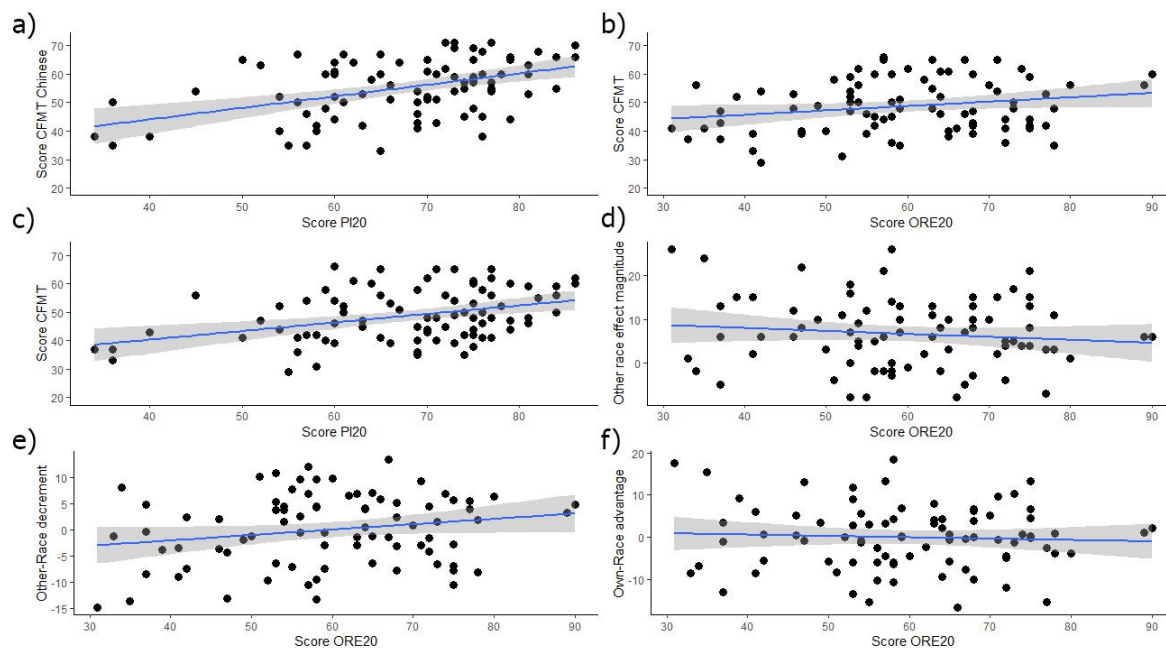 a)
70
60
50
40
30
20
Score CFMT Chinese
40 50 60 70 80
Score PI20
b)
70
60
50
40
30
20
Score CFMT
30 40 50 60 70 80 90
Score ORE20
c)
70
60
50
40
30
20
Score CFMT
40 50 60 70 80
Score PI20
d)
20
10
0
Other race effect magnitude
30 40 50 60 70 80 90
Score ORE20
e)
10
5
0
-5
-10
-15
Other-Race decrement
30 40 50 60 70 80 90
Score ORE20
f)
20
10
0
-10
Own-Race advantage
30 40 50 60 70 80 90
Score ORE20